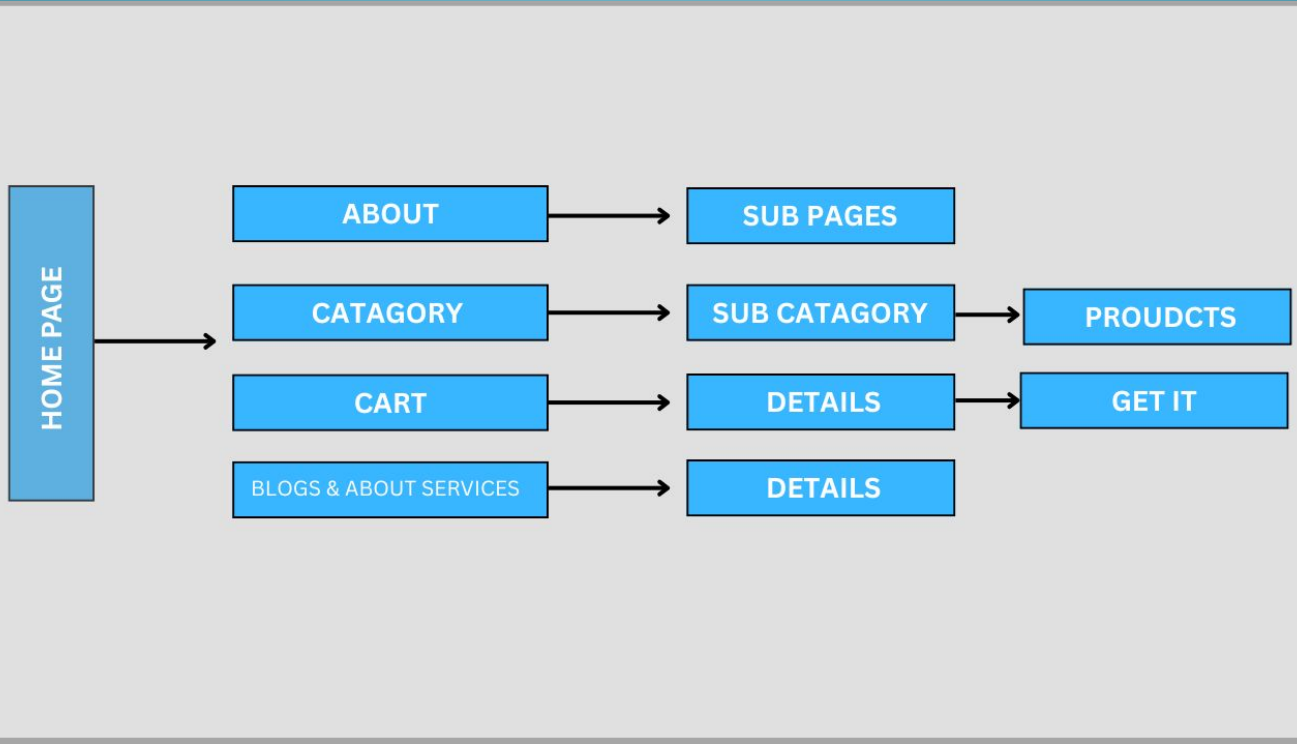 HOME PAGE
ABOUT
SUB PAGES
CATAGORY
SUB CATAGORY
PROUDCTS
CART
DETAILS
GET IT
BLOGS & ABOUT SERVICES
DETAILS